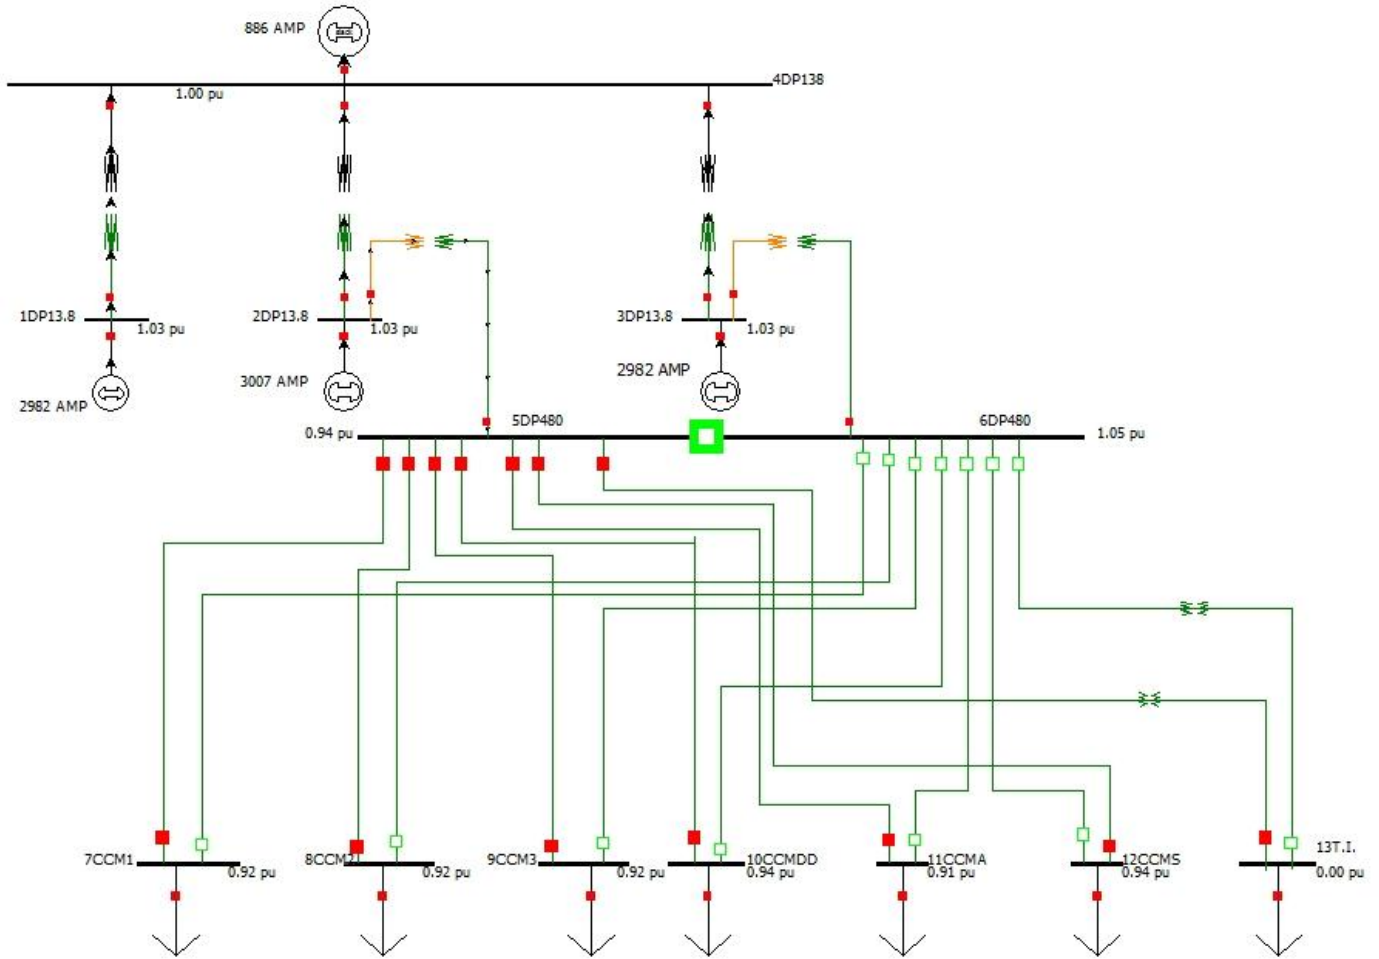 886 AMP
4DP138
1.00 pu
1DP13.8
1.03 pu
2DP13.8
1.03 pu
3DP13.8
1.03 pu
2982 AMP
3007 AMP
2982 AMP
0.94 pu
5DP480
6DP480
1.05 pu
7CCM1
0.92 pu
8CCM2
0.92 pu
9CCM3
0.92 pu
10CCMDD
0.94 pu
11CCMA
0.91 pu
12CCMS
0.94 pu
13T.I.
0.00 pu